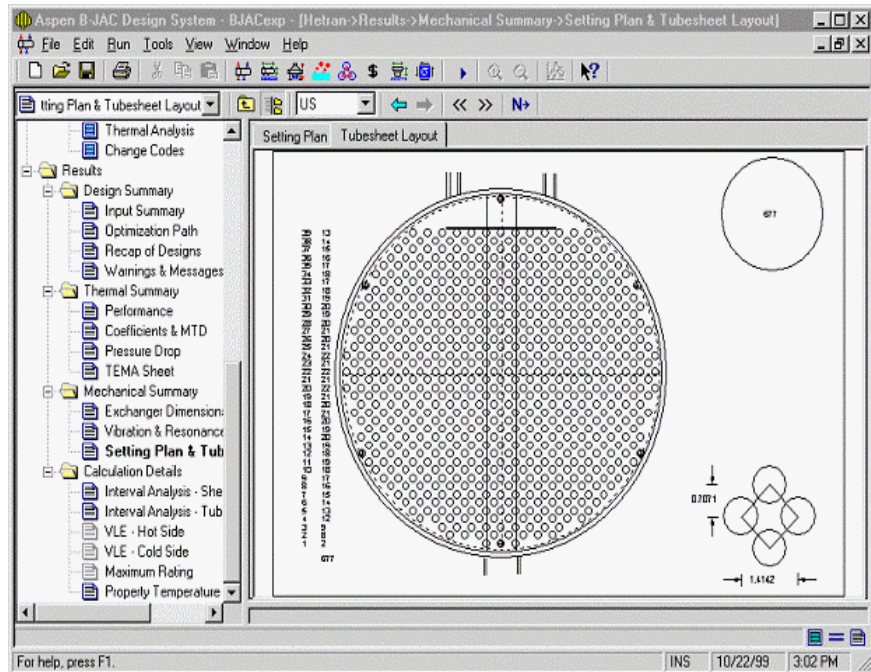 Aspen B-JAC Design System - BJACexp - [Hetran->Results->Mechanical Summary->Setting Plan & Tubesheet Layout]
File Edit Run Tools View Window Help
tting Plan & Tubesheet Layout US N
Thermal Analysis
Change Codes
Results
Design Summary
Input Summary
Optimization Path
Recap of Designs
Warnings & Messages
Thermal Summary
Performance
Coefficients & MTD
Pressure Drop
TEMA Sheet
Mechanical Summary
Exchanger Dimension
Vibration & Resonance
Setting Plan & Tub
Calculation Details
Interval Analysis - She
Interval Analysis - Tub
VLE - Hot Side
VLE - Cold Side
Maximum Rating
Property Temperature
Setting Plan Tubesheet Layout
677
677
0.7071
1.4142
For help, press F1. INS 10/22/99 3:02 PM